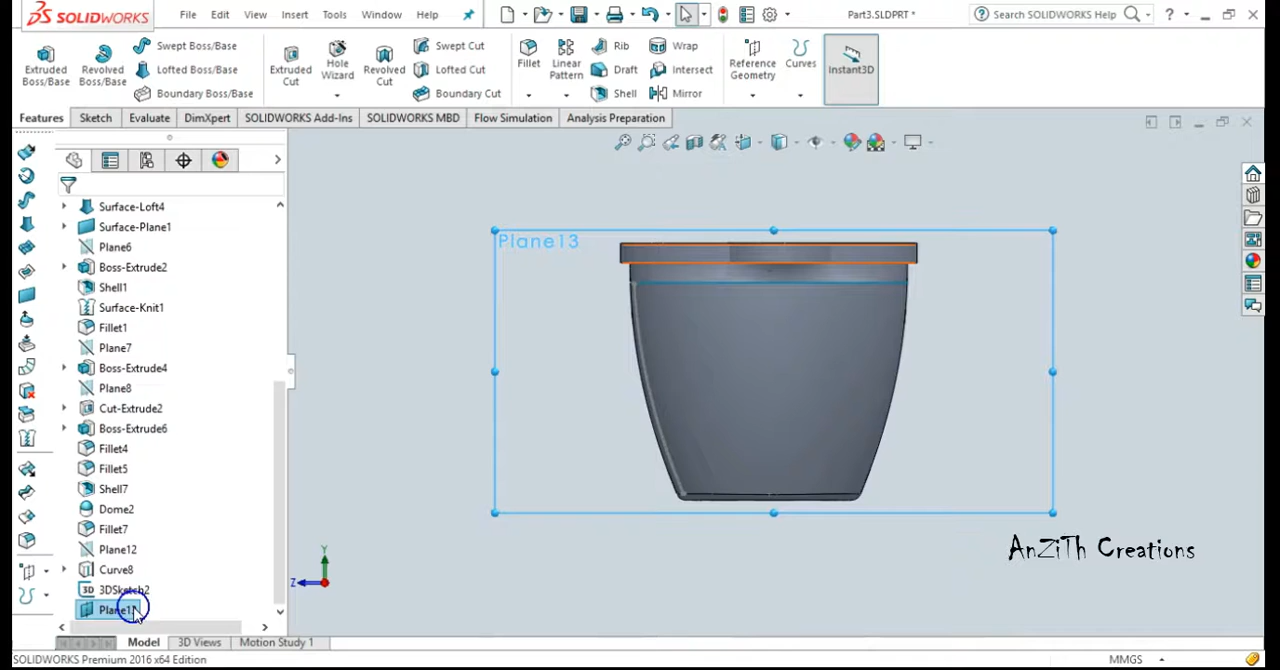 SOLIDWORKS
File Edit View Insert Tools Window Help
Part3.SLDPRT *
Search SOLIDWORKS Help
Extruded Boss/Base
Revolved Boss/Base
Swept Boss/Base
Lofted Boss/Base
Boundary Boss/Base
Extruded Cut
Hole Wizard
Revolved Cut
Swept Cut
Lofted Cut
Boundary Cut
Fillet
Linear Pattern
Rib
Draft
Shell
Wrap
Intersect
Mirror
Reference Geometry
Curves
Instant3D
Features Sketch Evaluate DimXpert SOLIDWORKS Add-Ins SOLIDWORKS MBD Flow Simulation Analysis Preparation
Surface-Loft4
Surface-Plane1
Plane6
Boss-Extrude2
Shell1
Surface-Knit1
Fillet1
Plane7
Boss-Extrude4
Plane8
Cut-Extrude2
Boss-Extrude6
Fillet4
Fillet5
Shell7
Dome2
Fillet7
Plane12
Curve8
3D 3DSketch2
Plane13
Plane13
Y
Z
AnZiTh Creations
Model 3D Views Motion Study 1
SOLIDWORKS Premium 2016 x64 Edition
MMGS